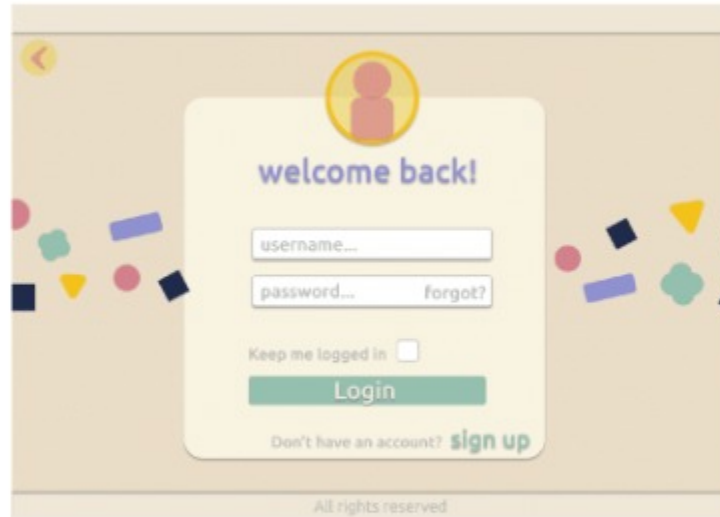 welcome back!
username...
password... forgot?
Keep me logged in
Login
Don't have an account? sign up
All rights reserved